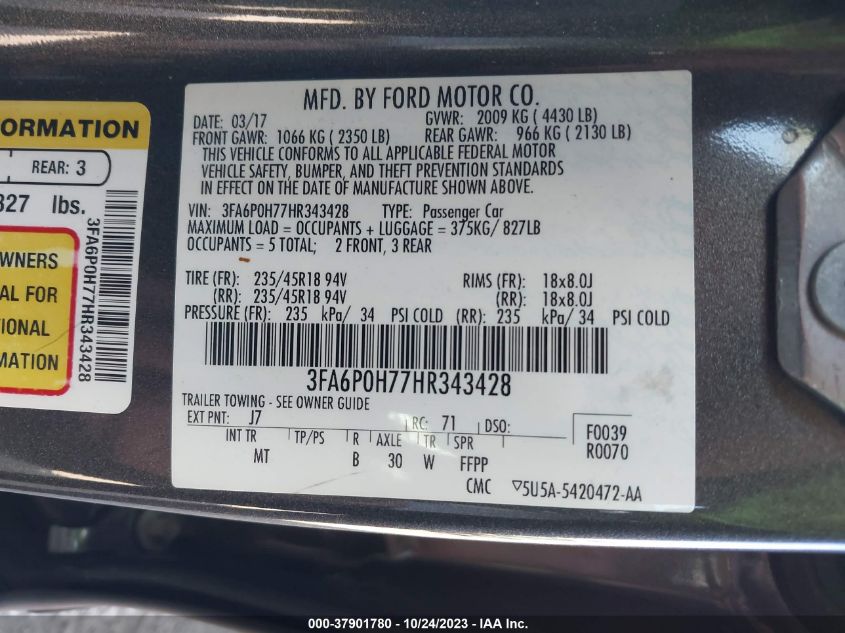 ORMATION
REAR: 3
827 lbs.
3FA6P0H77HR343428
WNERS
AL FOR
TIONAL
MATION
MFD. BY FORD MOTOR CO.
DATE: 03/17 GVWR: 2009 KG ( 4430 LB)
FRONT GAWR: 1066 KG ( 2350 LB) REAR GAWR: 966 KG ( 2130 LB)
THIS VEHICLE CONFORMS TO ALL APPLICABLE FEDERAL MOTOR
VEHICLE SAFETY, BUMPER, AND THEFT PREVENTION STANDARDS
IN EFFECT ON THE DATE OF MANUFACTURE SHOWN ABOVE.
VIN: 3FA6P0H77HR343428 TYPE: Passenger Car
MAXIMUM LOAD = OCCUPANTS + LUGGAGE = 375KG/ 827LB
OCCUPANTS = 5 TOTAL; 2 FRONT, 3 REAR
TIRE (FR): 235/45R18 94V RIMS (FR): 18x8.0J
(RR): 235/45R18 94V (RR): 18x8.0J
PRESSURE (FR): 235 kPa/ 34 PSI COLD (RR): 235 kPa/ 34 PSI COLD
3FA6P0H77HR343428
TRAILER TOWING - SEE OWNER GUIDE
EXT PNT: J7 RC: 71 DSO: F0039
INT TR TP/PS R AXLE TR SPR R0070
MT B 30 W FFPP
CMC ▽5U5A-5420472-AA
000-37901780 - 10/24/2023 - IAA Inc.